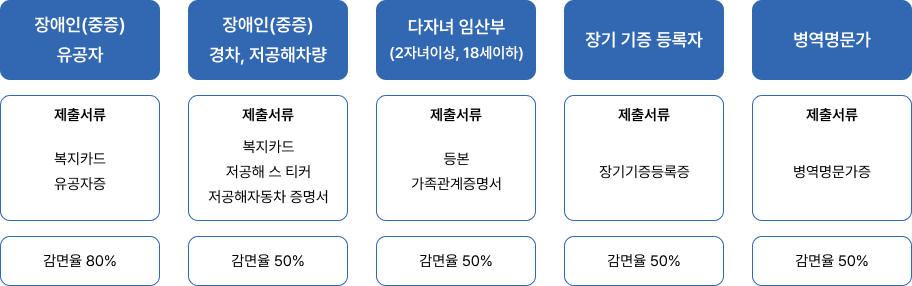 장애인(중증)
유공자
제출서류
복지카드
유공자증
감면율 80%
장애인(중증)
경차, 저공해차량
제출서류
복지카드
저공해 스 티커
저공해자동차 증명서
감면율 50%
다자녀 임산부
(2자녀이상, 18세이하)
제출서류
등본
가족관계증명서
감면율 50%
장기 기증 등록자
제출서류
장기기증등록증
감면율 50%
병역명문가
제출서류
병역명문가증
감면율 50%